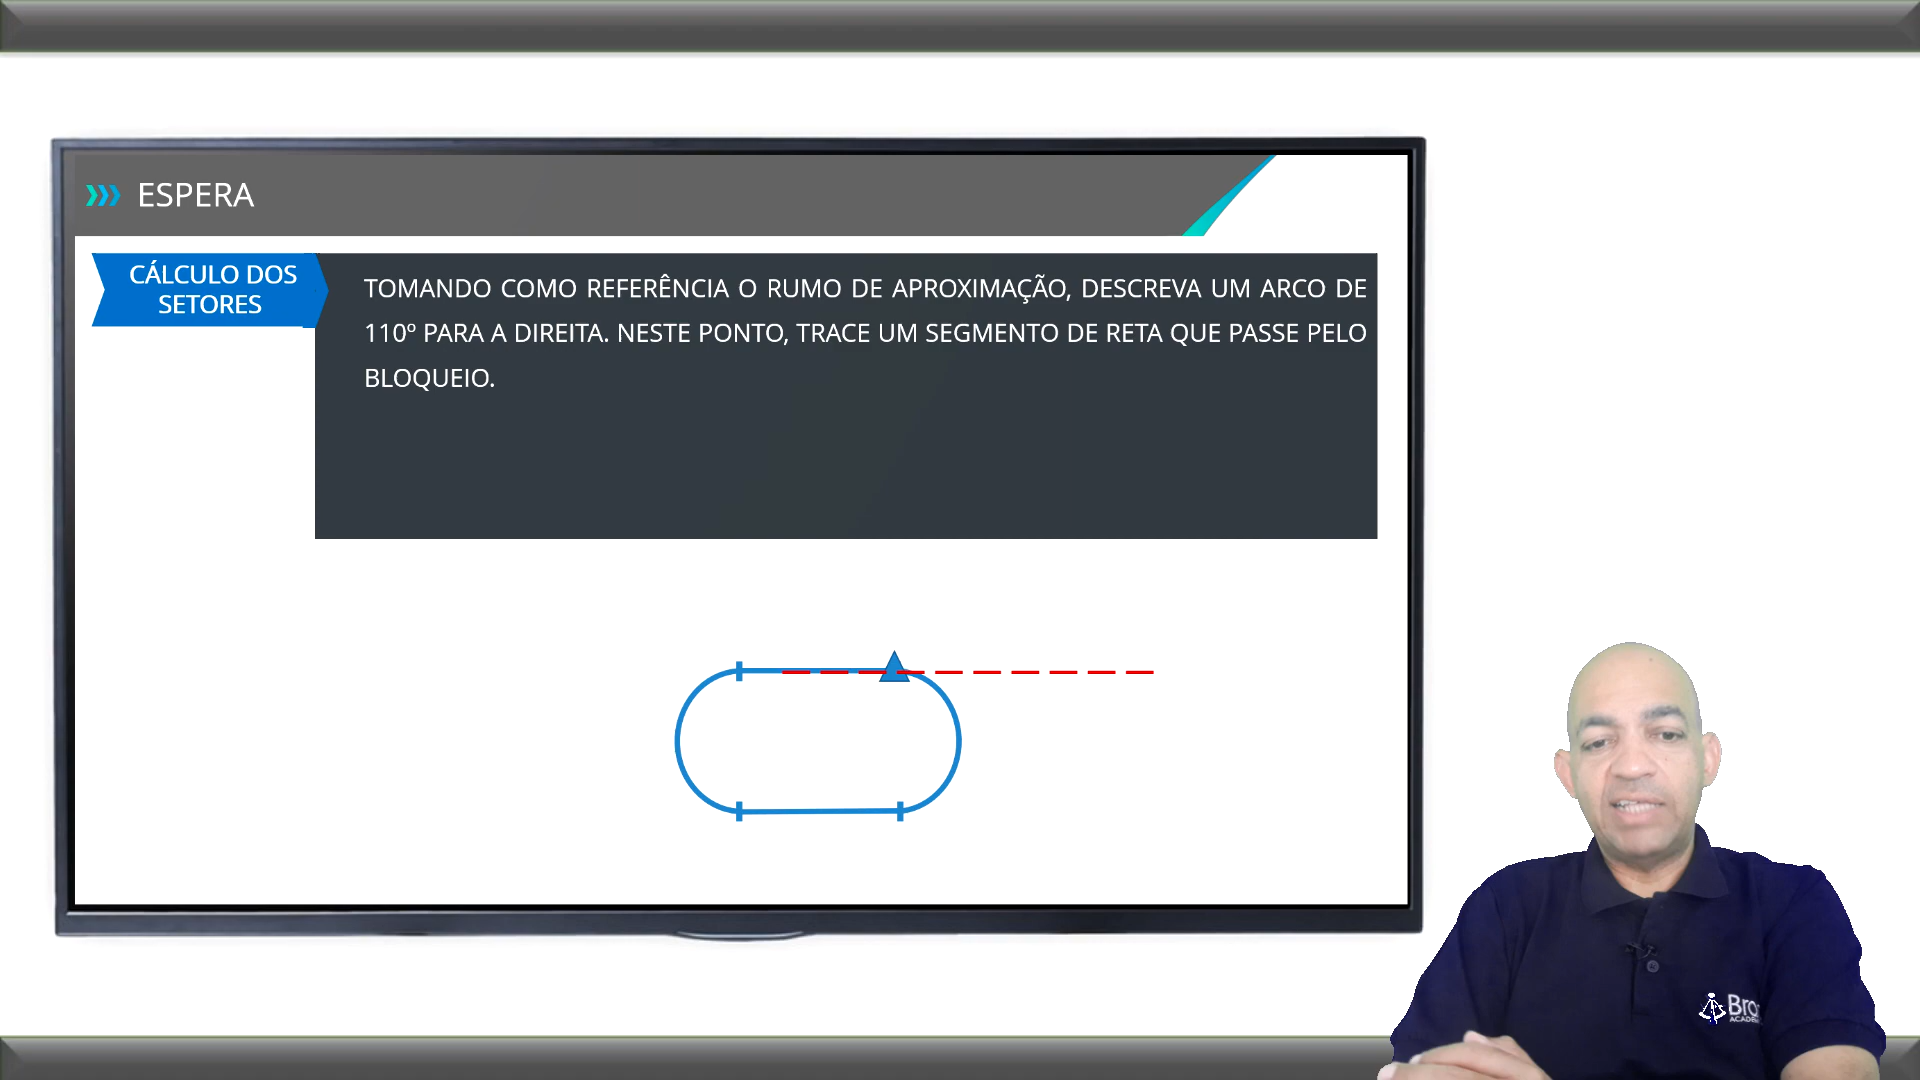 ESPERA
CÁLCULO DOS
SETORES
TOMANDO COMO REFERÊNCIA O RUMO DE APROXIMAÇÃO, DESCREVA UM ARCO DE
110º PARA A DIREITA. NESTE PONTO, TRACE UM SEGMENTO DE RETA QUE PASSE PELO
BLOQUEIO.